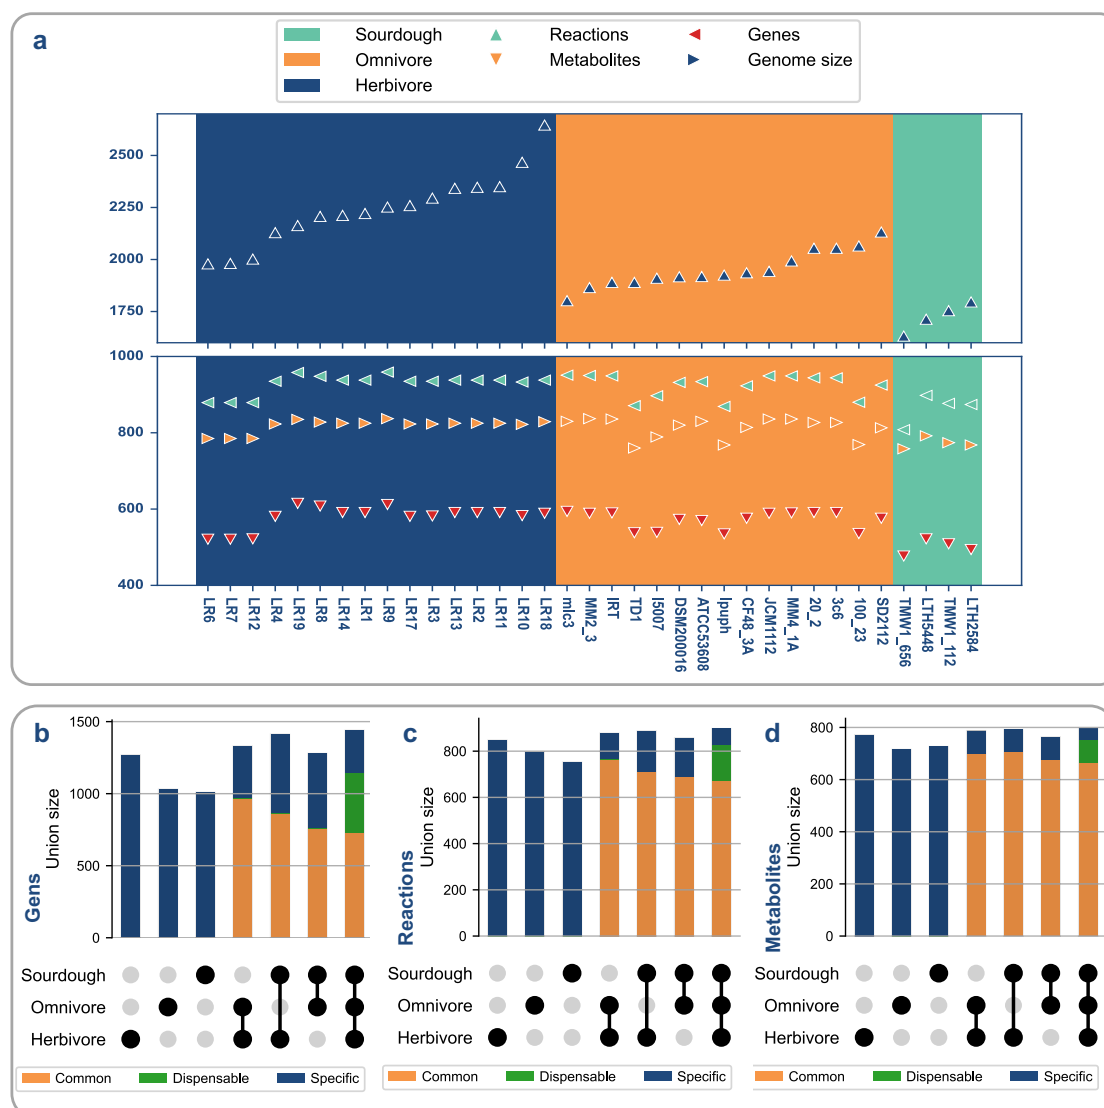 a
Sourdough Reactions Genes
Omnivore Metabolites Genome size
Herbivore
2500
2250
2000
1750
1000
800
600
400
LR6 LR7 LR12 LR4 LR19 LR8 LR14 LR1 LR9 LR17 LR3 LR13 LR2 LR11 LR10 LR18 mlc3 MM2_3 IRT TD1 I5007 DSM200016 ATCC53608 lpuph CF48_3A JCM1112 MM4_1A 20_2 3c6 100_23 SD2112 TMW1_656 LTH5448 TMW1_112 LTH2584
b
Gens
Union size
1500
1000
500
0
Sourdough
Omnivore
Herbivore
Common Dispensable Specific
c
Reactions
Union size
800
600
400
200
0
Sourdough
Omnivore
Herbivore
Common Dispensable Specific
d
Metabolites
Union size
800
600
400
200
0
Sourdough
Omnivore
Herbivore
Common Dispensable Specific